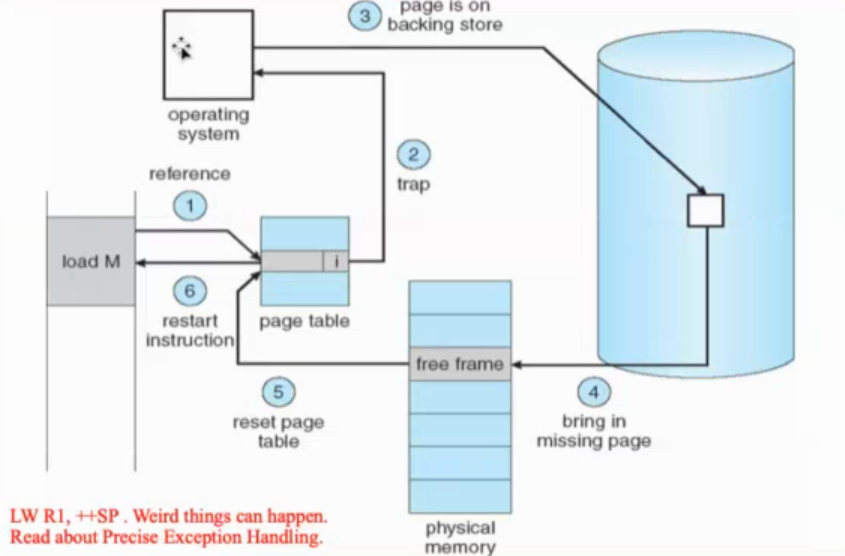 3
page is on
backing store
operating
system
2
trap
reference
1
load M
i
6
restart
instruction
page table
free frame
5
reset page
table
4
bring in
missing page
physical
memory
LW R1, ++SP . Weird things can happen.
Read about Precise Exception Handling.